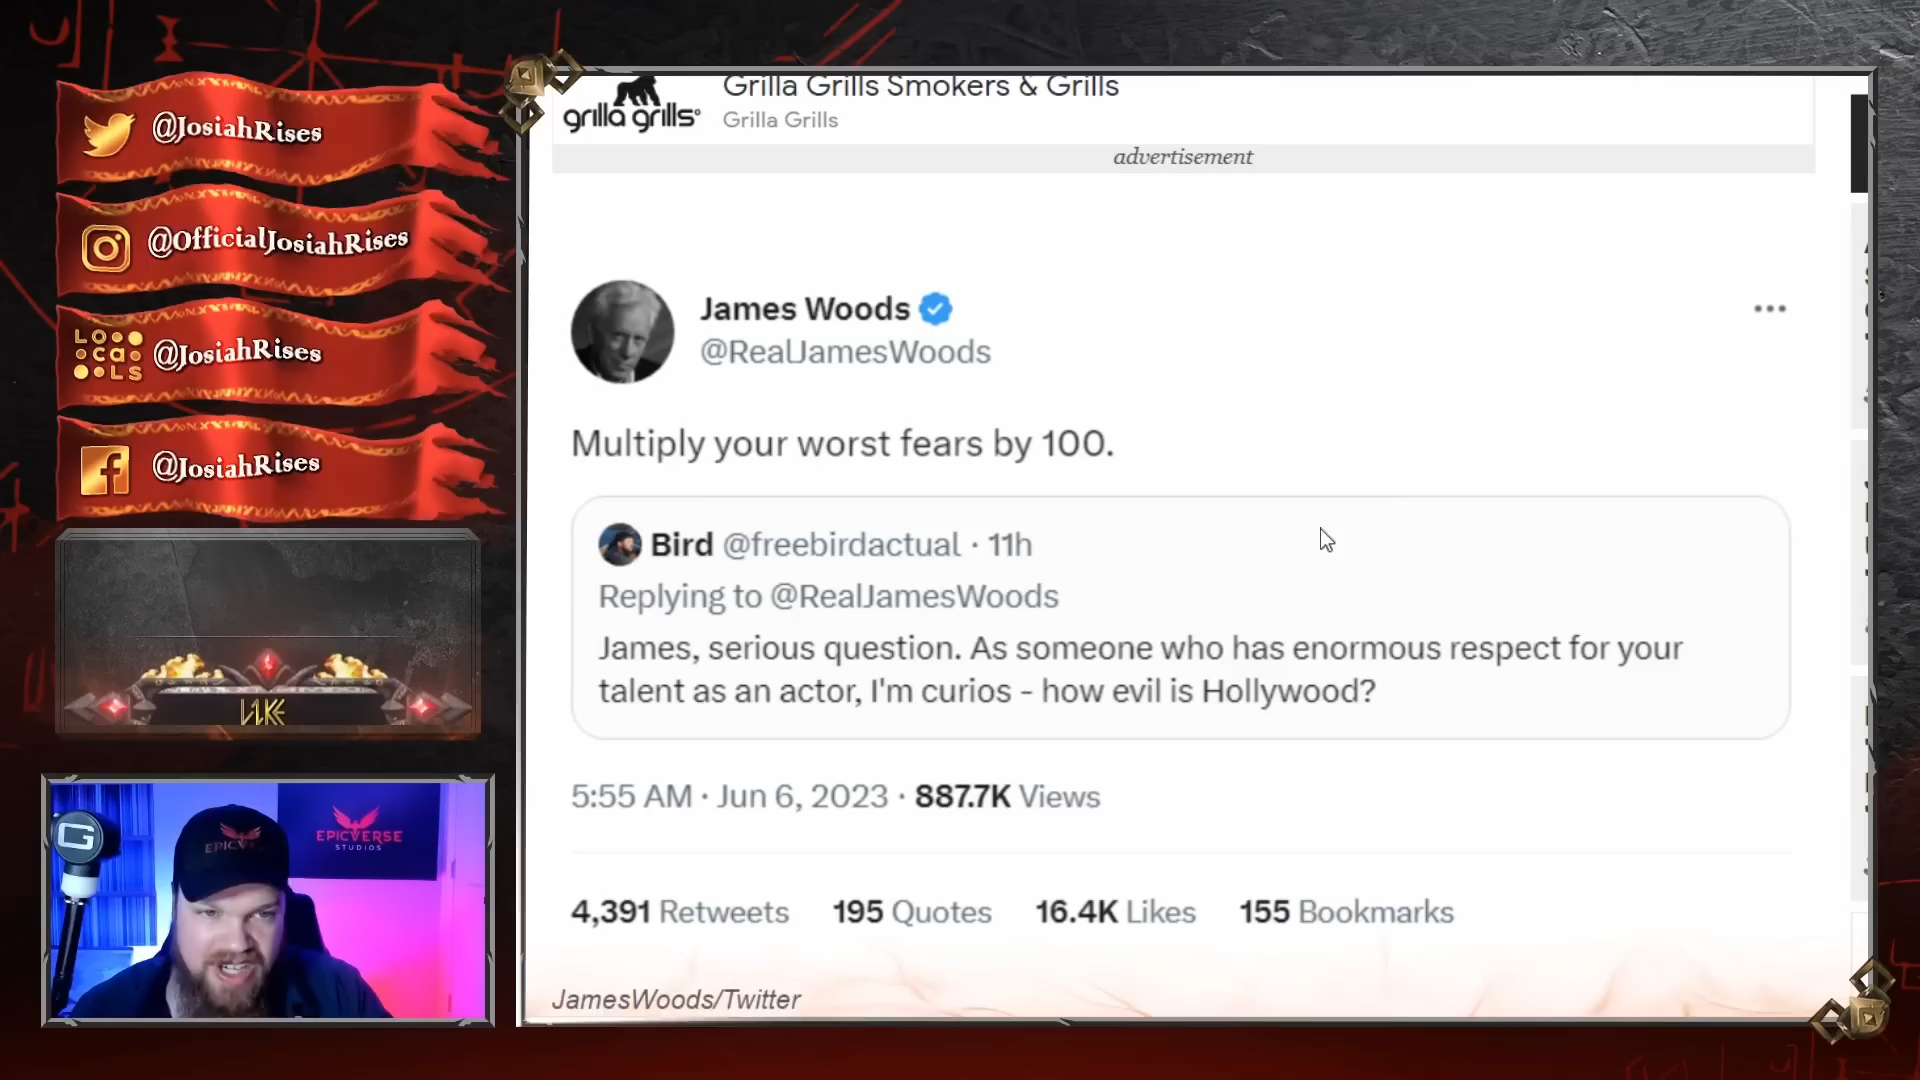 @JosiahRises
@OfficialJosiahRises
LOCALS
@JosiahRises
@JosiahRises
LIKE
G
EPICVERSE
STUDIOS
EPICV
Grilla Grills Smokers & Grills
grilla grills
Grilla Grills
advertisement
James Woods
@RealJamesWoods
Multiply your worst fears by 100.
Bird @freebirdactual · 11h
Replying to @RealJamesWoods
James, serious question. As someone who has enormous respect for your
talent as an actor, I'm curios - how evil is Hollywood?
5:55 AM · Jun 6, 2023 · 887.7K Views
4,391 Retweets 195 Quotes 16.4K Likes 155 Bookmarks
JamesWoods/Twitter